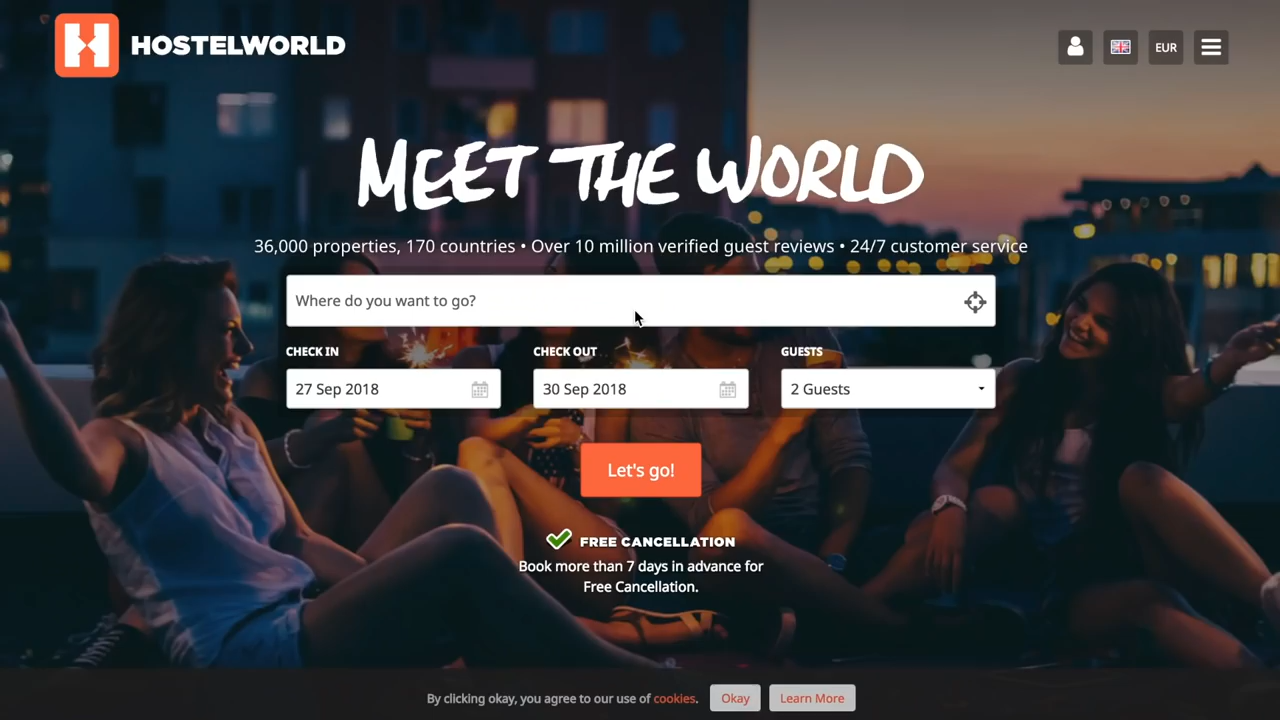 HOSTELWORLD
EUR
MEET THE WORLD
36,000 properties, 170 countries • Over 10 million verified guest reviews • 24/7 customer service
Where do you want to go?
CHECK IN
CHECK OUT
GUESTS
27 Sep 2018
30 Sep 2018
2 Guests
Let's go!
FREE CANCELLATION
Book more than 7 days in advance for
Free Cancellation.
By clicking okay, you agree to our use of cookies. Okay Learn More